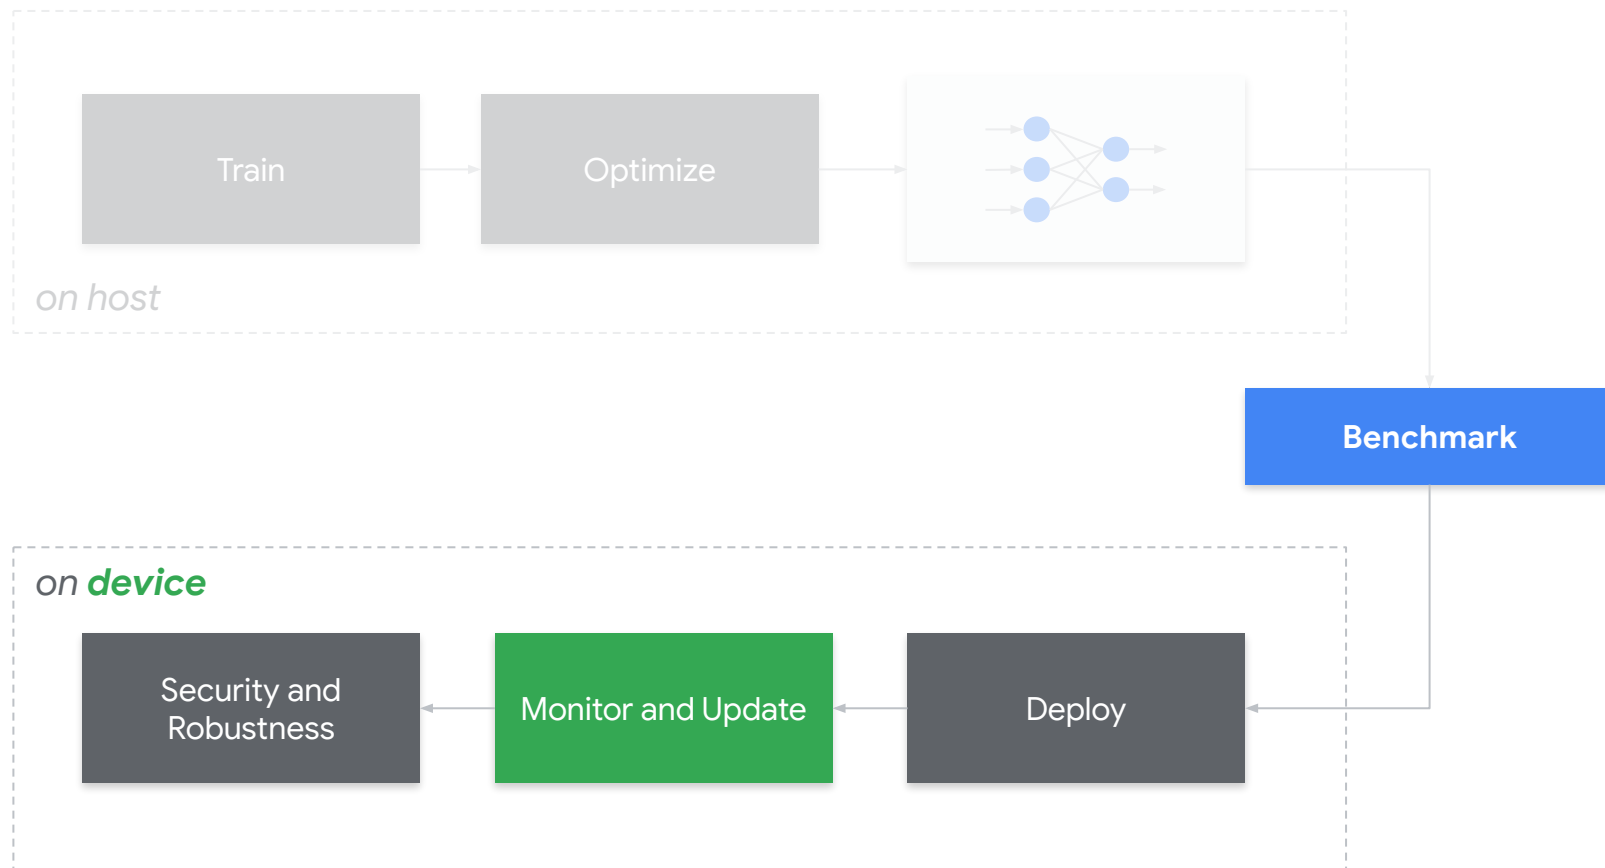 Train
Optimize
on host
Benchmark
on device
Security and
Robustness
Monitor and Update
Deploy